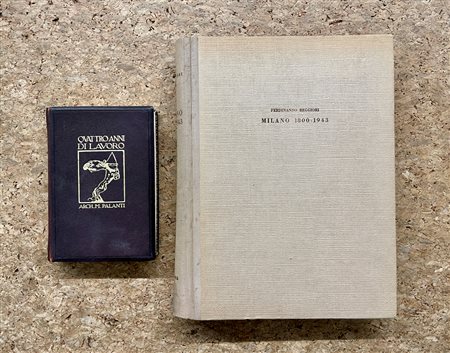 QVATTRO ANNI
DI LAVORO
ARCH. M. PALANTI
FERDINANDO REGGIORI
MILANO 1800-1943